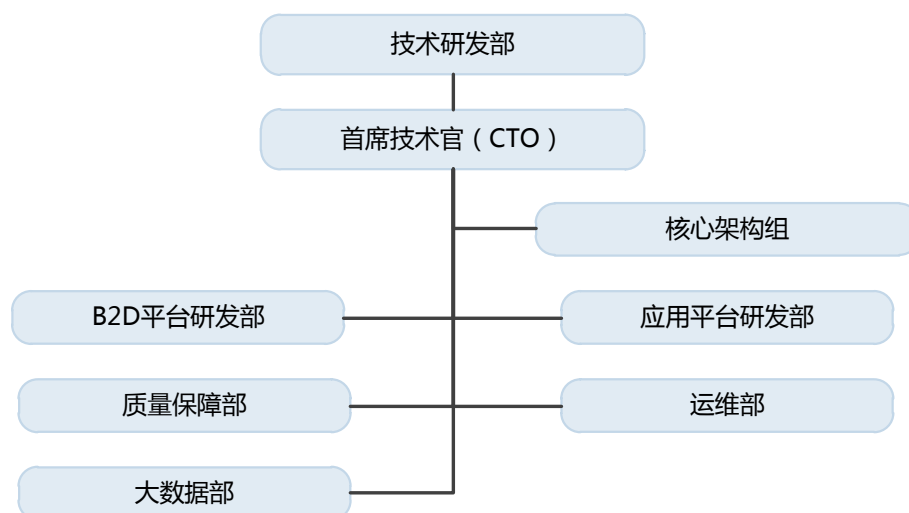 技术研发部
首席技术官（CTO）
核心架构组
B2D平台研发部
应用平台研发部
质量保障部
运维部
大数据部